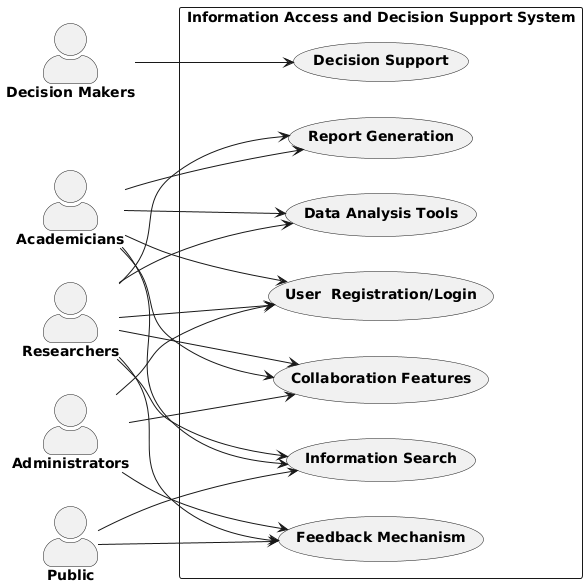 Information Access and Decision Support System
Decision Makers
Decision Support
Report Generation
Academicians
Data Analysis Tools
User  Registration/Login
Researchers
Collaboration Features
Administrators
Information Search
Feedback Mechanism
Public